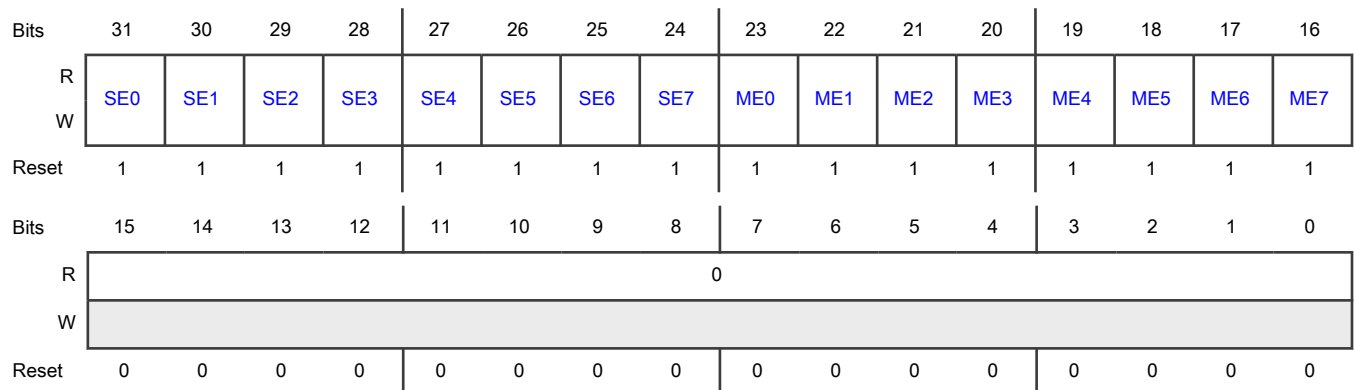 Bits 31 30 29 28 27 26 25 24 23 22 21 20 19 18 17 16
R
SE0 SE1 SE2 SE3 SE4 SE5 SE6 SE7 ME0 ME1 ME2 ME3 ME4 ME5 ME6 ME7
W
Reset 1 1 1 1 1 1 1 1 1 1 1 1 1 1 1 1
Bits 15 14 13 12 11 10 9 8 7 6 5 4 3 2 1 0
R 0
W
Reset 0 0 0 0 0 0 0 0 0 0 0 0 0 0 0 0